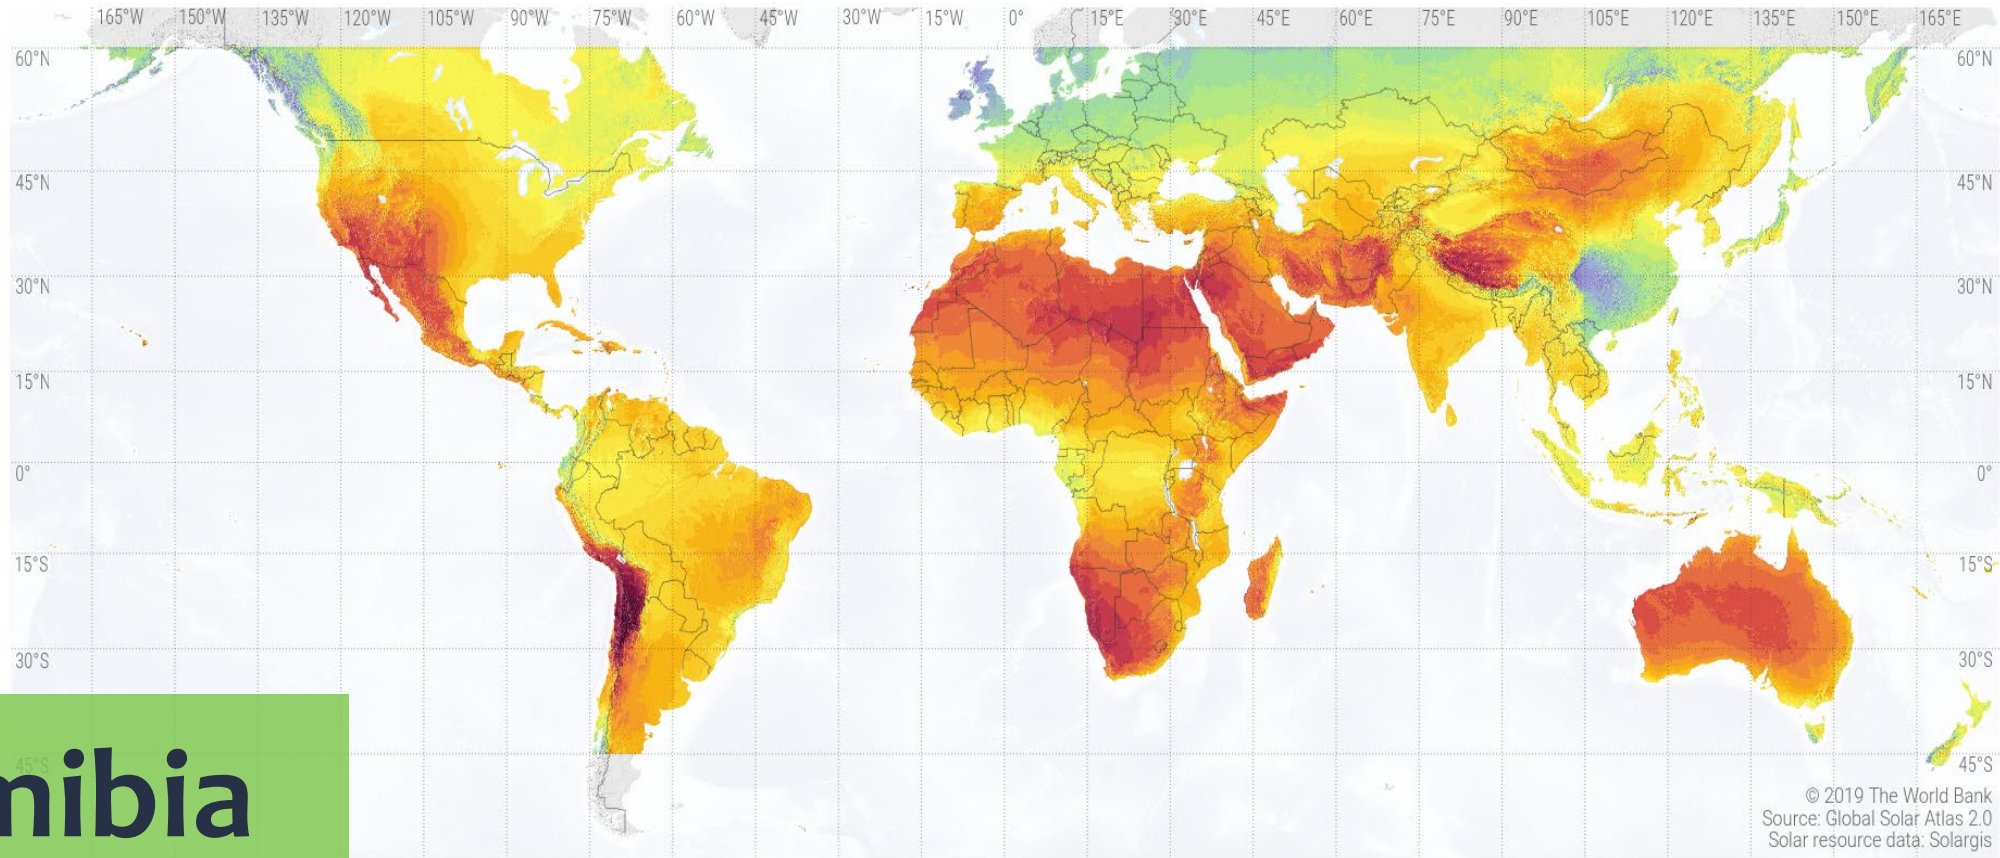 165°W 150°W 135°W 120°W 105°W 90°W 75°W 60°W 45°W 30°W 15°W 0° 15°E 30°E 45°E 60°E 75°E 90°E 105°E 120°E 135°E 150°E 165°E
60°N 60°N
45°N 45°N
30°N 30°N
15°N 15°N
0° 0°
15°S 15°S
30°S 30°S
45°S 45°S
mibia
© 2019 The World Bank
Source: Global Solar Atlas 2.0
Solar resource data: Solargis